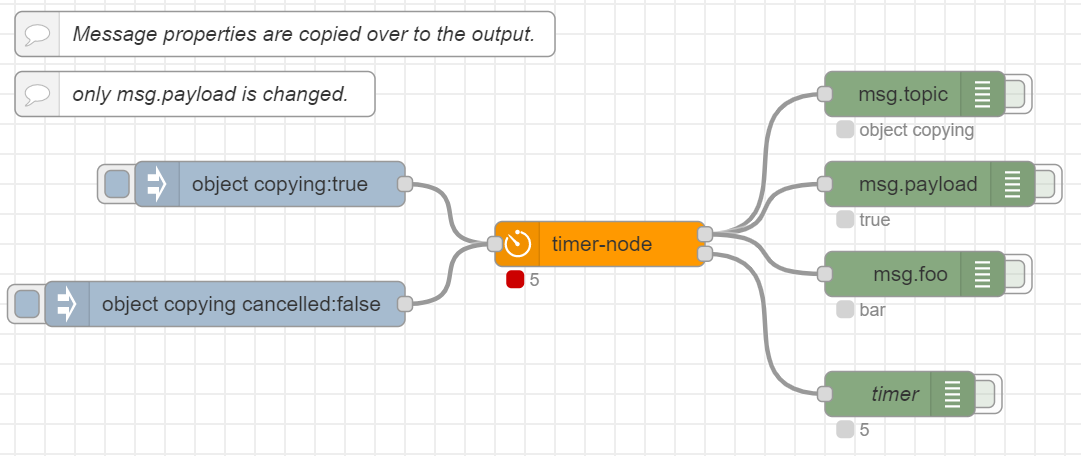 Message properties are copied over to the output.
only msg.payload is changed.
msg.topic
object copying
object copying:true
msg.payload
true
timer-node
5
msg.foo
bar
object copying cancelled:false
timer
5